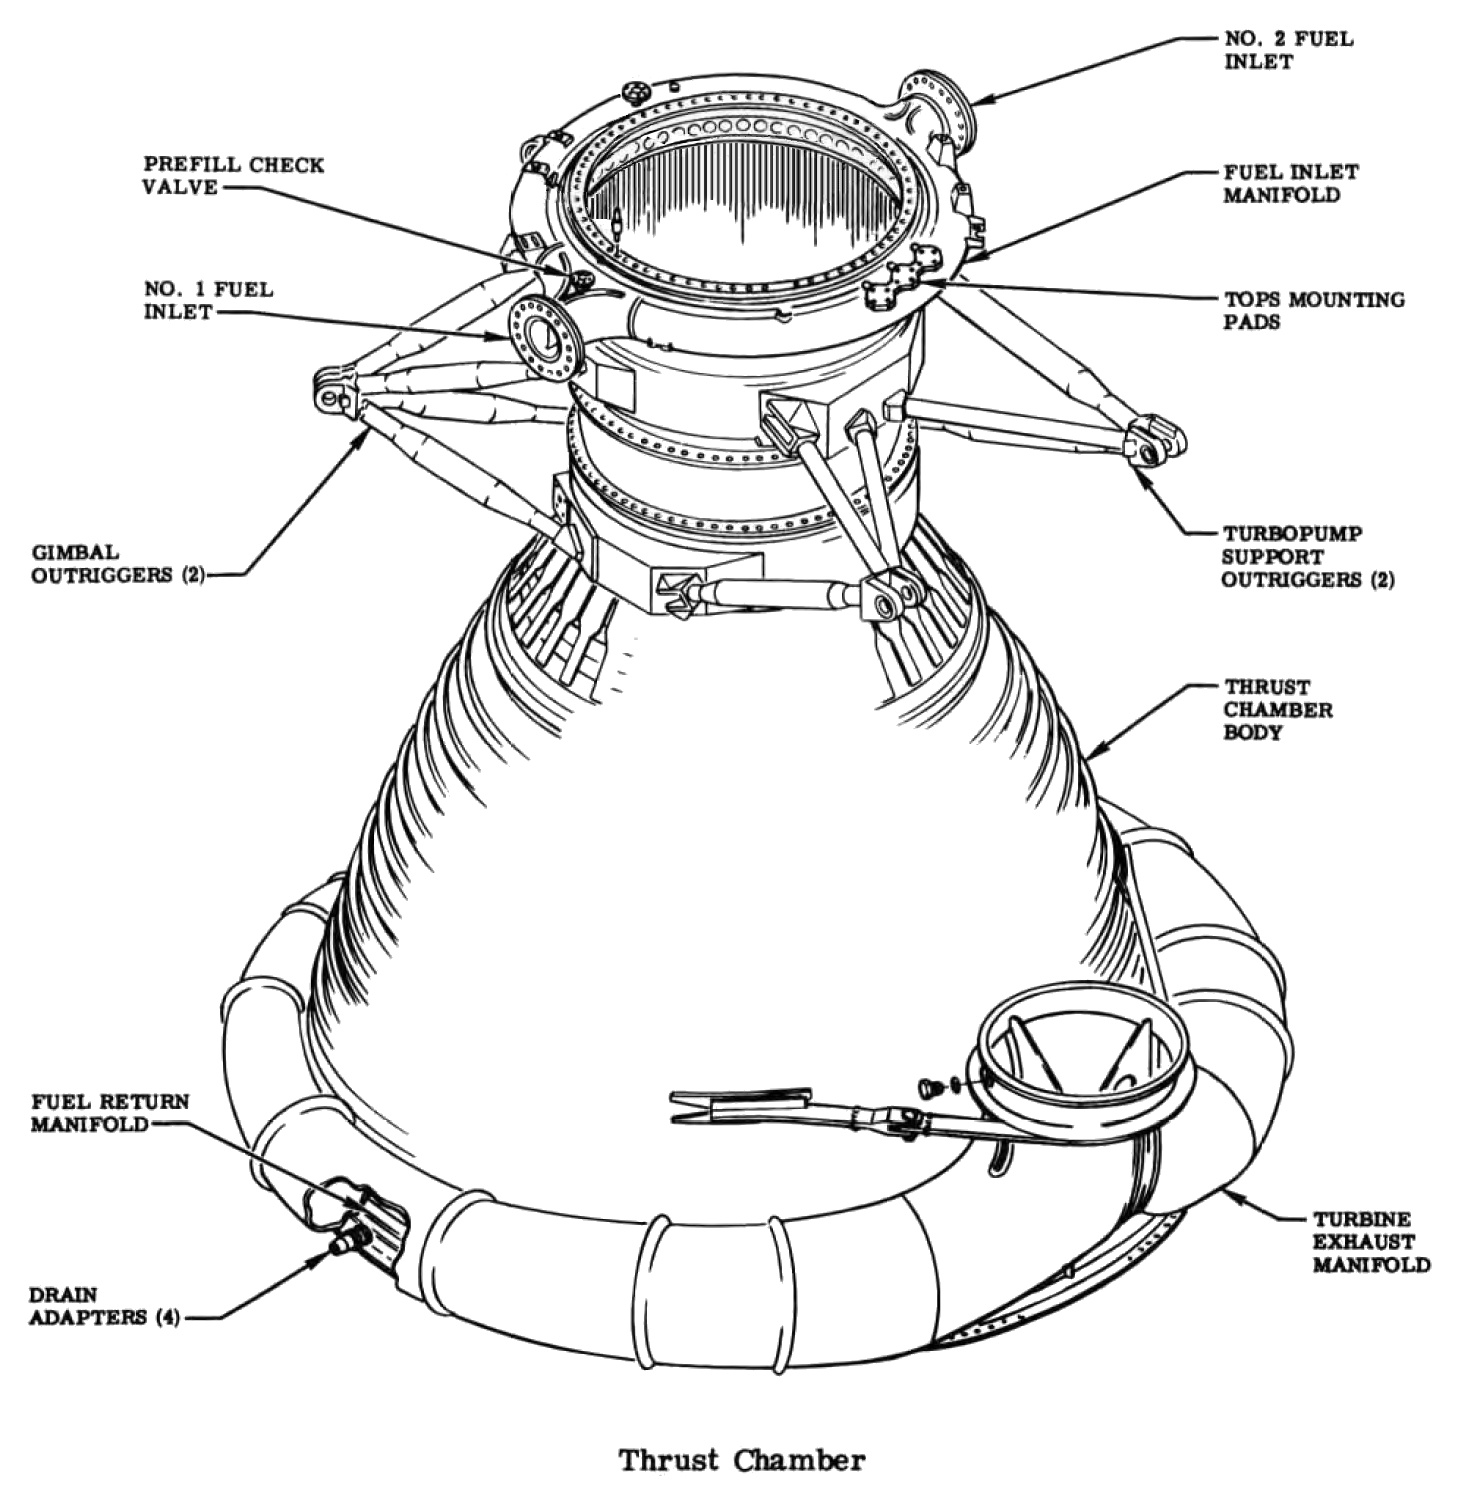 NO. 2 FUEL
INLET
PREFILL CHECK
VALVE
FUEL INLET
MANIFOLD
NO. 1 FUEL
INLET
TOPS MOUNTING
PADS
GIMBAL
OUTRIGGERS (2)
TURBOPUMP
SUPPORT
OUTRIGGERS (2)
THRUST
CHAMBER
BODY
FUEL RETURN
MANIFOLD
TURBINE
EXHAUST
MANIFOLD
DRAIN
ADAPTERS (4)
Thrust Chamber